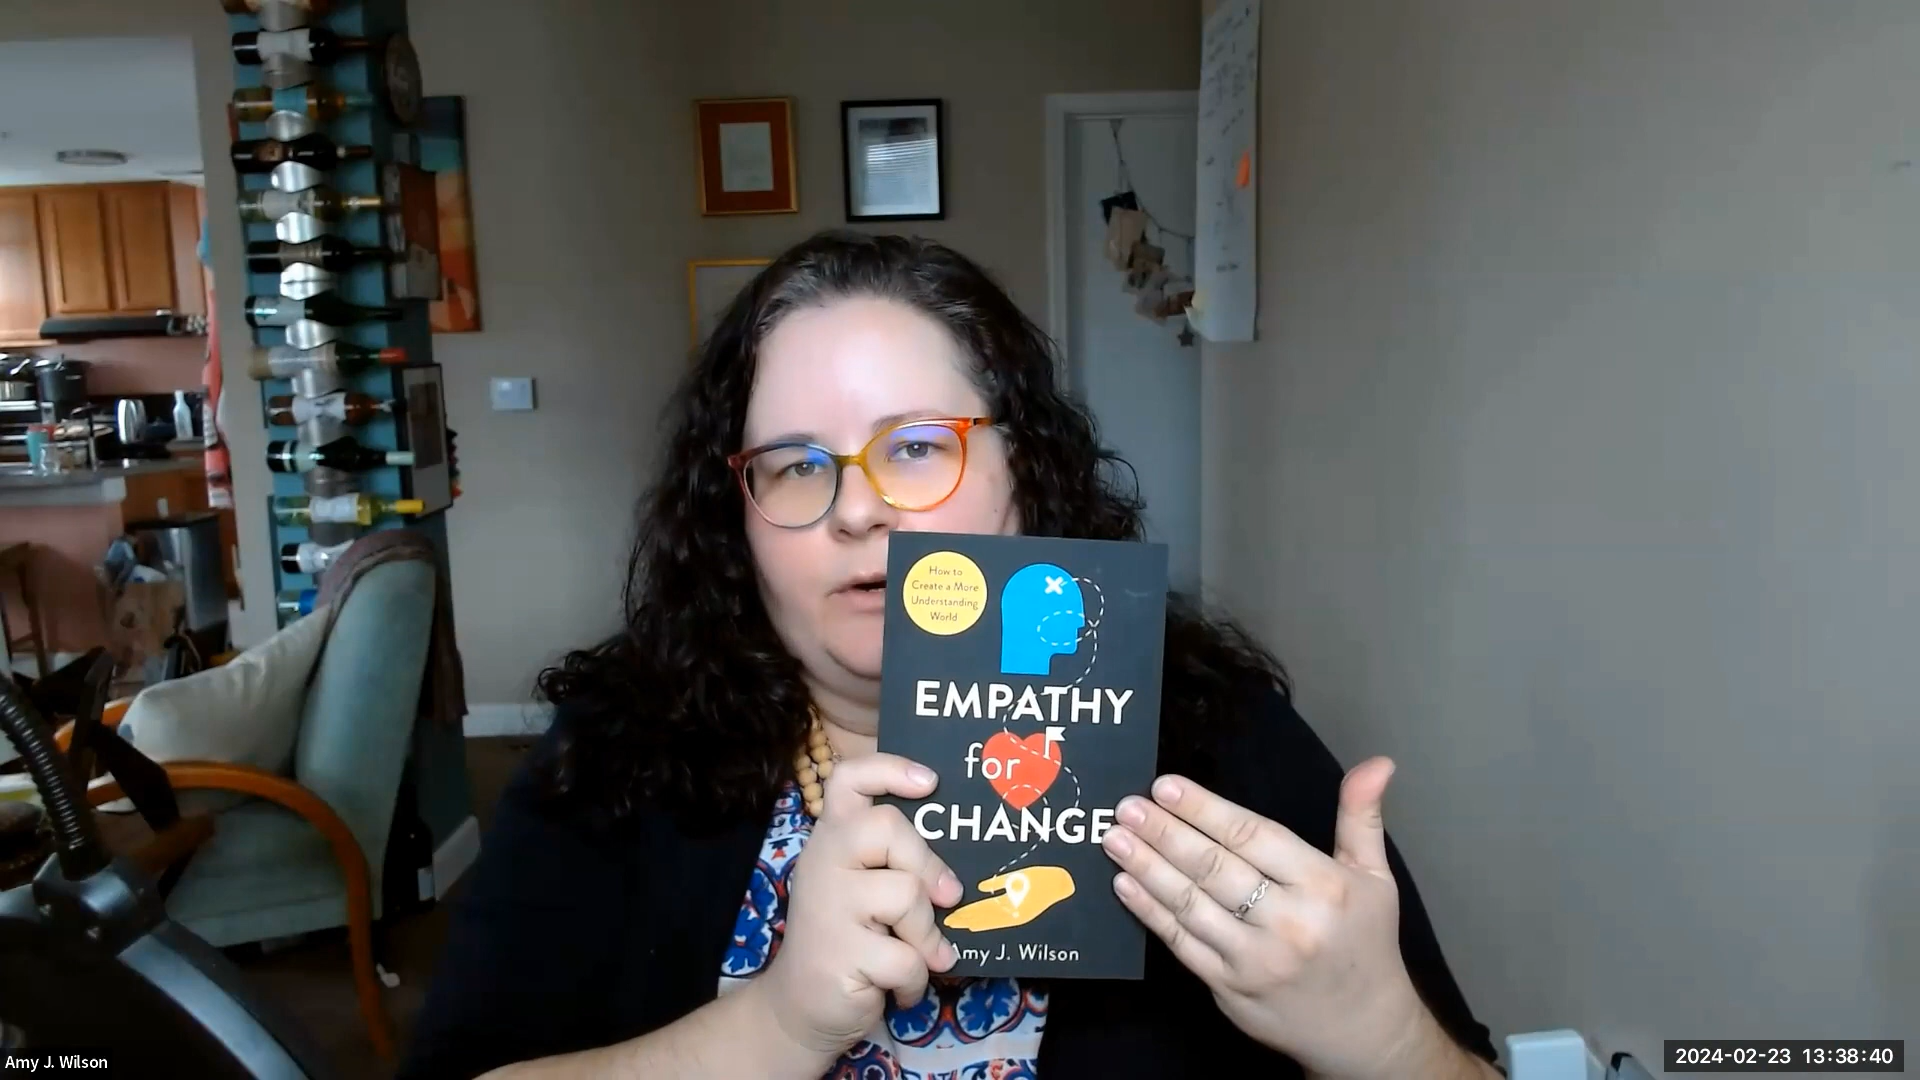 How to
Create a More
Understanding
World
EMPATHY
for
CHANGE
Amy J. Wilson
Amy J. Wilson
2024-02-23 13:38:40